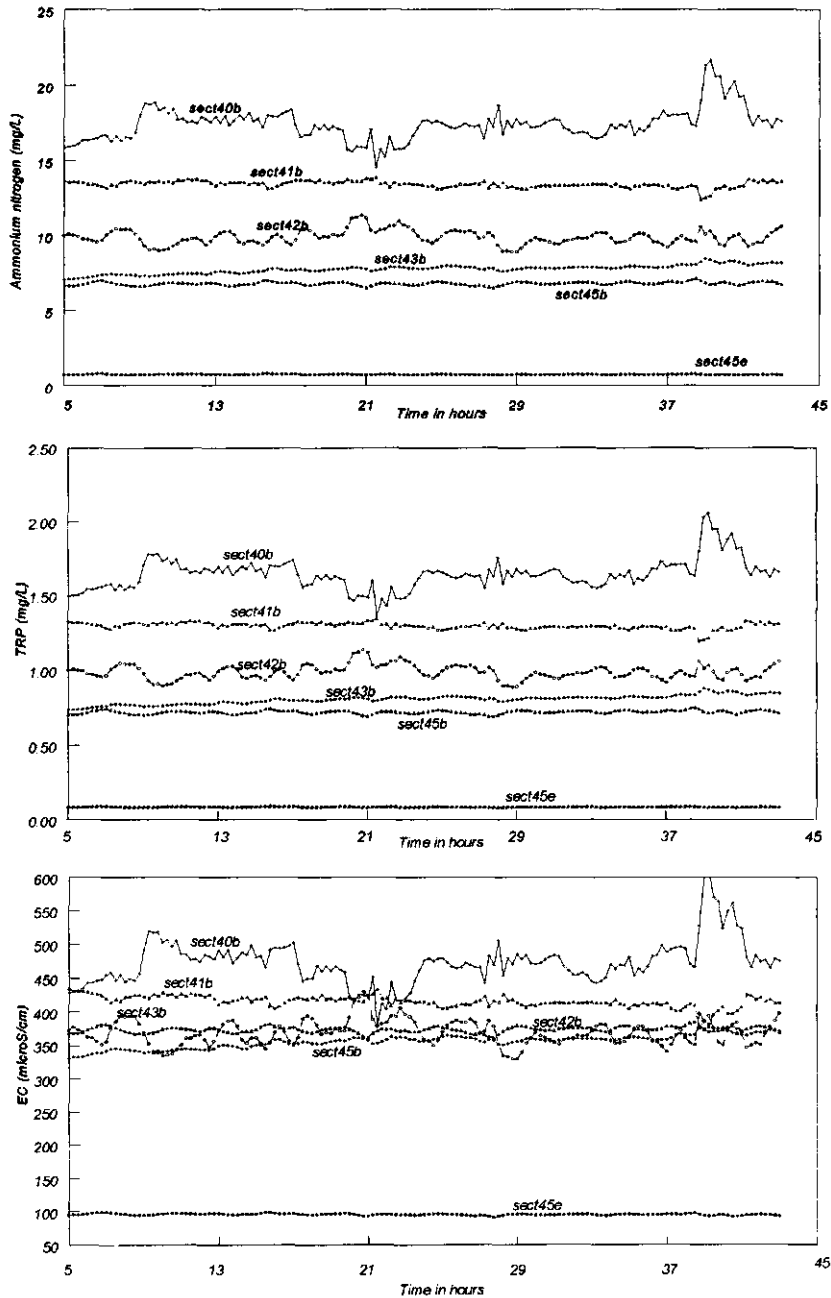 25
20
15
10
5
0
Ammonium nitrogen (mg/L)
sect40b
sect41b
sect42b
sect43b
sect45b
sect45e
5 13 21 29 37 45
Time in hours
2.50
2.00
1.50
1.00
0.50
0.00
TRP (mg/L)
sect40b
sect41b
sect42b
sect43b
sect45b
sect45e
5 13 21 29 37 45
Time in hours
600
550
500
450
400
350
300
250
200
150
100
50
EC (microS/cm)
sect40b
sect41b
sect43b
sect42b
sect45b
sect45e
5 13 21 29 37 45
Time in hours